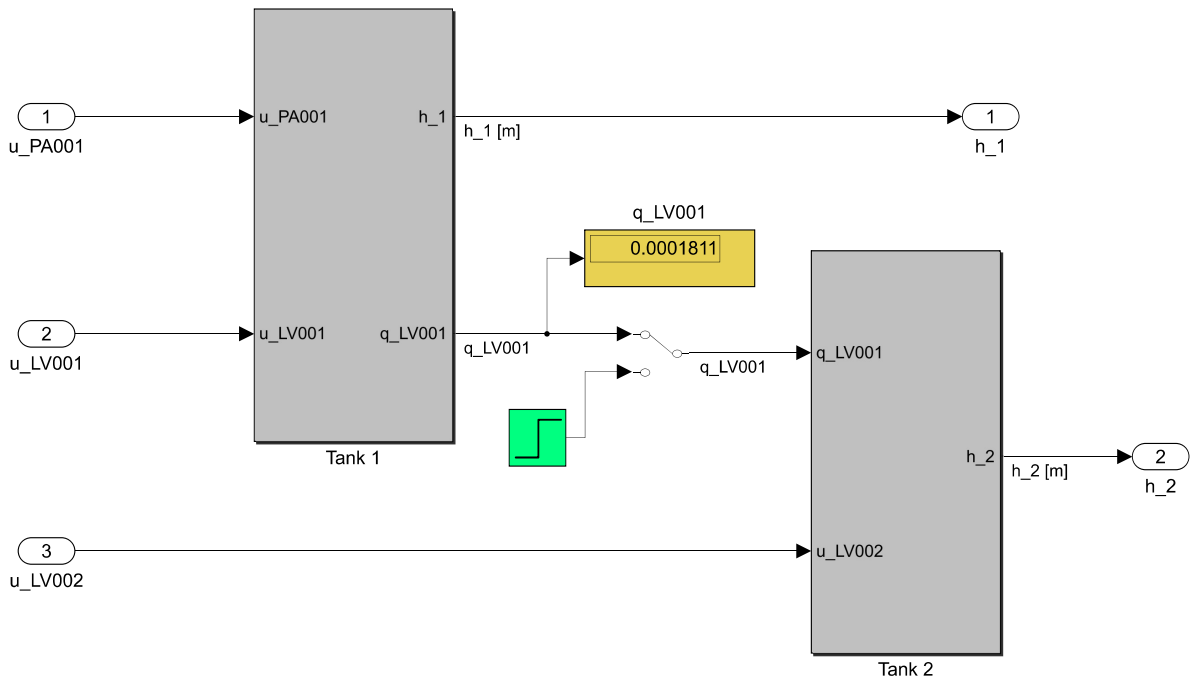 1
u_PA001
u_PA001
h_1
h_1 [m]
1
h_1
q_LV001
0.0001811
2
u_LV001
u_LV001
q_LV001
q_LV001
q_LV001
q_LV001
Tank 1
h_2
h_2 [m]
2
h_2
3
u_LV002
u_LV002
Tank 2